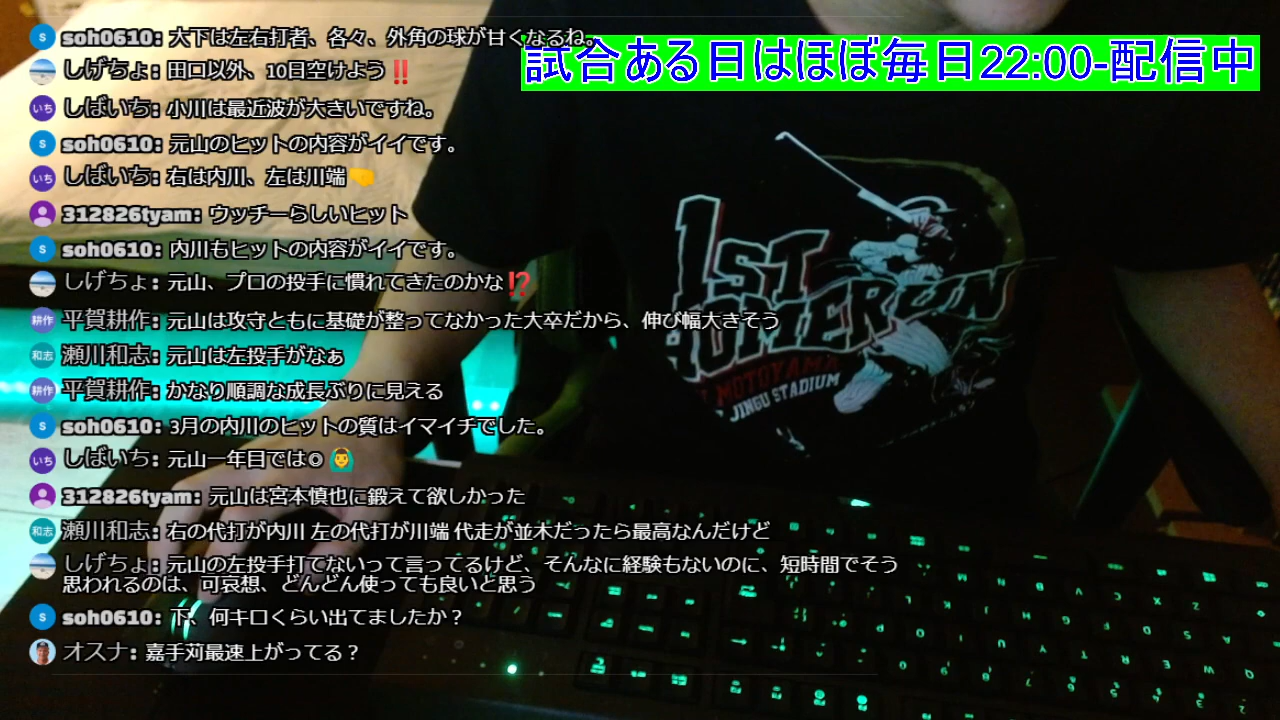 soh0610: 大下は左右打者、各々、外角の球が甘くなるね。
試合ある日はほぼ毎日22:00-配信中
しげちょ: 田口以外、10日空けよう‼
いち しばいち: 小川は最近波が大きいですね。
S soh0610: 元山のヒットの内容がイイです。
いち しばいち: 右は内川、左は川端🤜
312826tyam: ウッチーらしいヒット
S soh0610: 内川もヒットの内容がイイです。
しげちょ: 元山、プロの投手に慣れてきたのかな⁉
耕作 平賀耕作: 元山は攻守ともに基礎が整ってなかった大卒だから、伸び幅大きそう
和志 瀬川和志: 元山は左投手がなぁ
耕作 平賀耕作: かなり順調な成長ぶりに見える
S soh0610: 3月の内川のヒットの質はイマイチでした。
いち しばいち: 元山一年目では◎🙆
312826tyam: 元山は宮本慎也に鍛えて欲しかった
和志 瀬川和志: 右の代打が内川 左の代打が川端 代走が並木だったら最高なんだけど
しげちょ: 元山の左投手打てないって言ってるけど、そんなに経験もないのに、短時間でそう
思われるのは、可哀想、どんどん使っても良いと思う
S soh0610: 下、何キロくらい出てましたか？
オスナ: 嘉手苅最速上がってる？
1ST
HOMERUN
MOTOYAMA
JINGU STADIUM